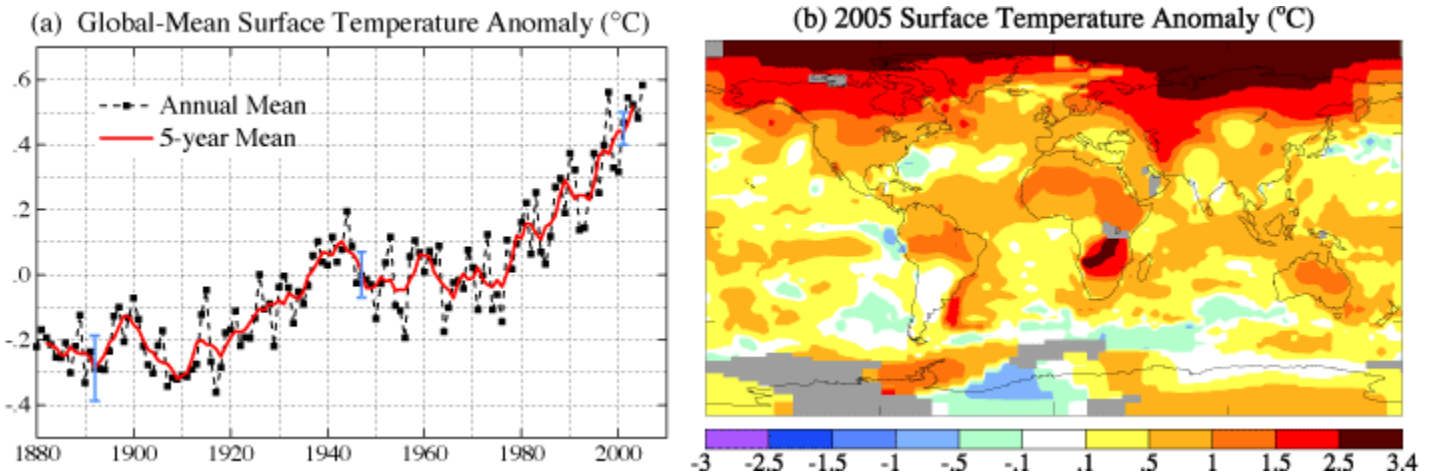 (a) Global-Mean Surface Temperature Anomaly (°C)
.6
.4
.2
.0
-.2
-.4
Annual Mean
5-year Mean
1880 1900 1920 1940 1960 1980 2000
(b) 2005 Surface Temperature Anomaly (°C)
-3 -2.5 -1.5 -1 -.5 -.1 .1 .5 1 1.5 2.5 3.4